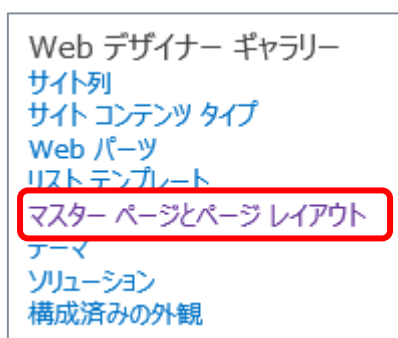 Web デザイナー ギャラリー
サイト列
サイト コンテンツ タイプ
Web パーツ
リスト テンプレート
マスター ページとページ レイアウト
テーマ
ソリューション
構成済みの外観